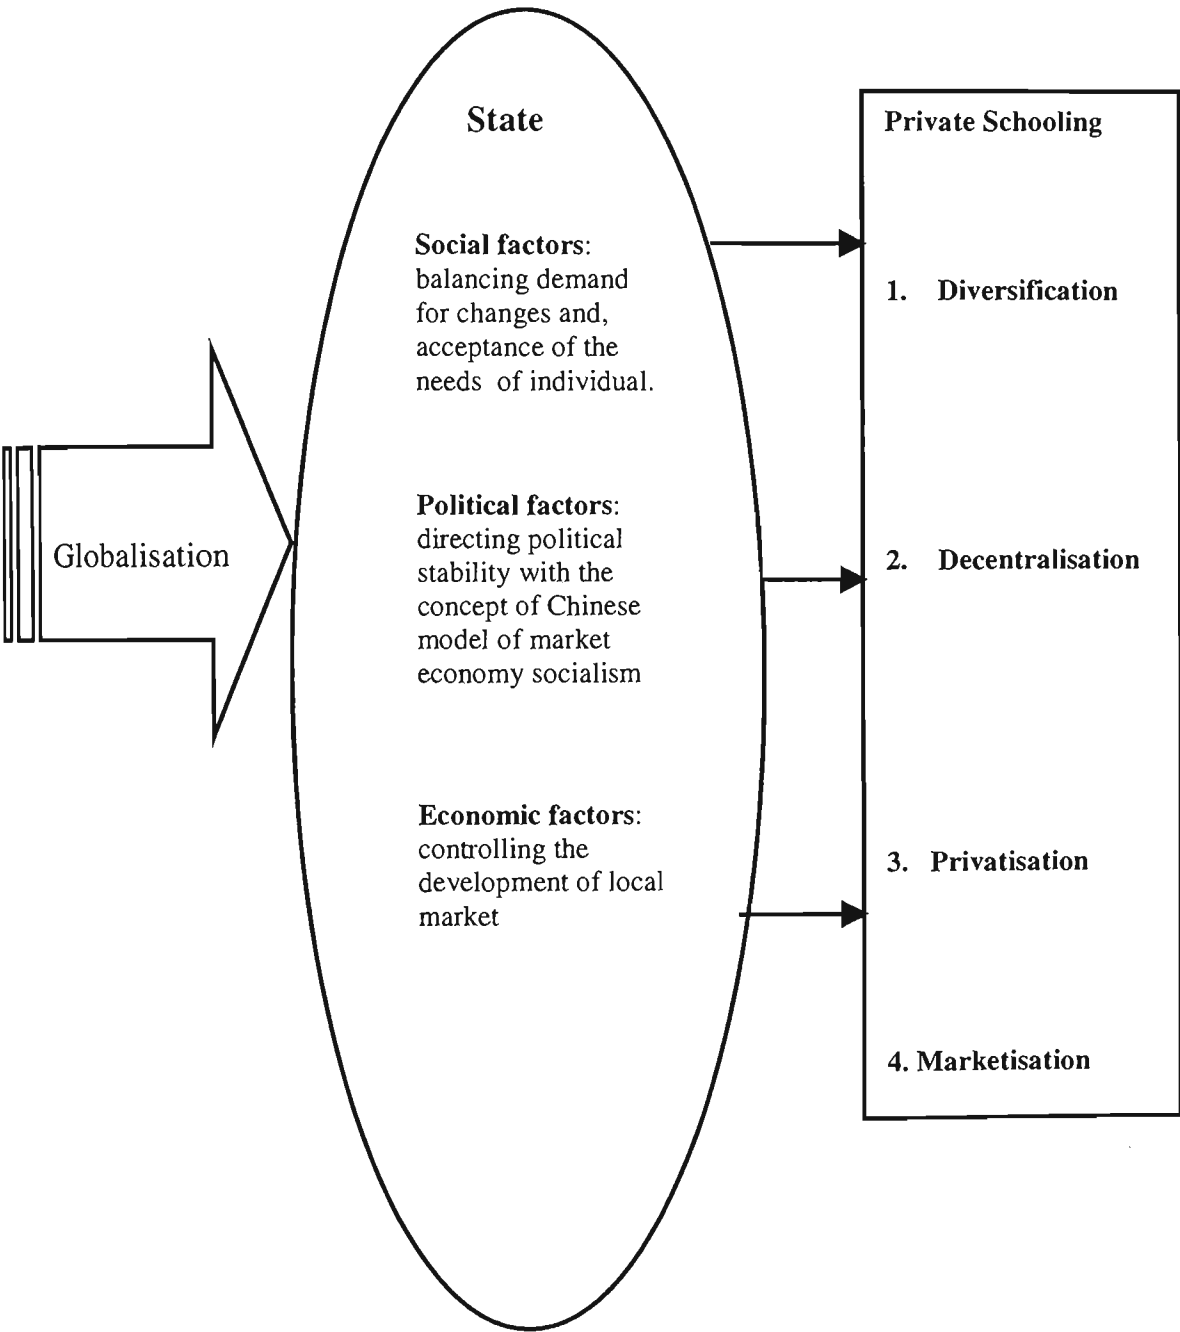 State
Social factors:
balancing demand
for changes and,
acceptance of the
needs of individual.
Political factors:
directing political
stability with the
concept of Chinese
model of market
economy socialism
Economic factors:
controlling the
development of local
market
Globalisation
Private Schooling
1. Diversification
2. Decentralisation
3. Privatisation
4. Marketisation